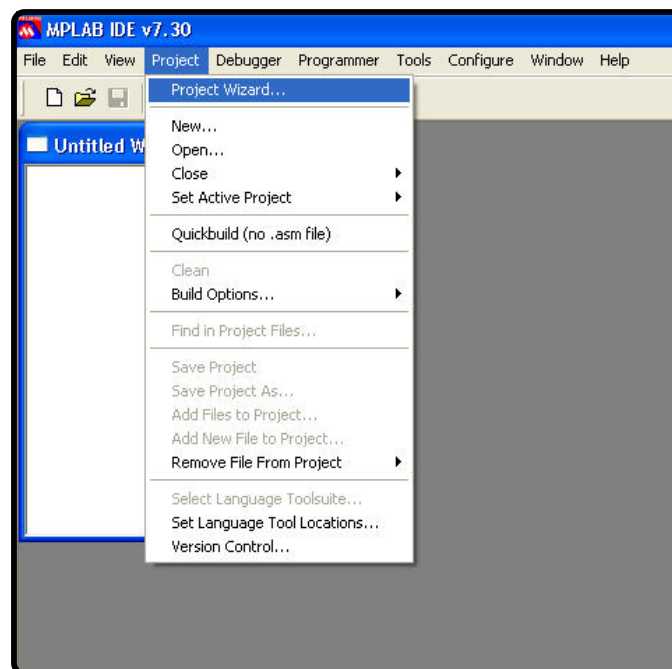 MPLAB IDE v7.30
File Edit View Project Debugger Programmer Tools Configure Window Help
Project Wizard...
Untitled W
New...
Open...
Close
Set Active Project
Quickbuild (no .asm file)
Clean
Build Options...
Find in Project Files...
Save Project
Save Project As...
Add Files to Project...
Add New File to Project...
Remove File From Project
Select Language Toolsuite...
Set Language Tool Locations...
Version Control...